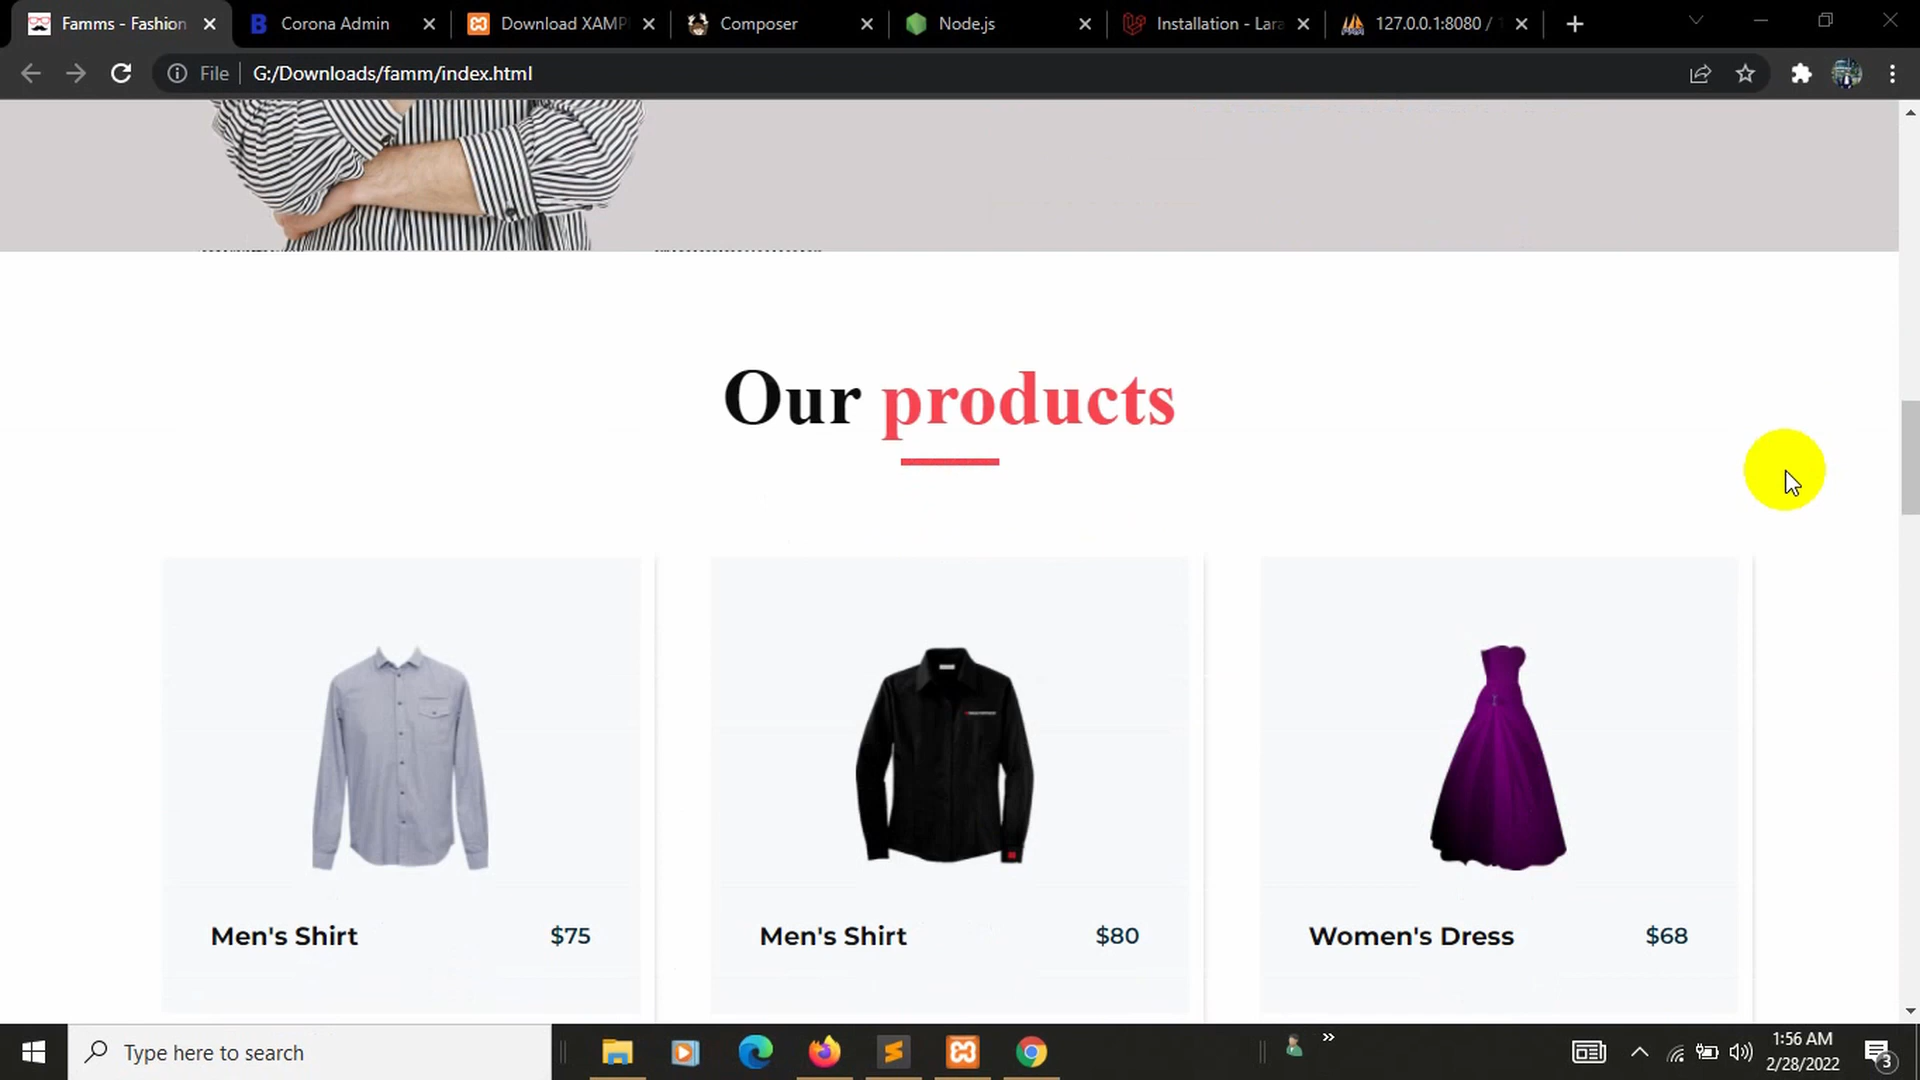 Famms - Fashion
Corona Admin
Download XAMP
Composer
Node.js
Installation - Lara
127.0.0.1:8080 / 1
File
G:/Downloads/famm/index.html
Our products
Men's Shirt
$75
Men's Shirt
$80
Women's Dress
$68
Type here to search
1:56 AM
2/28/2022
3